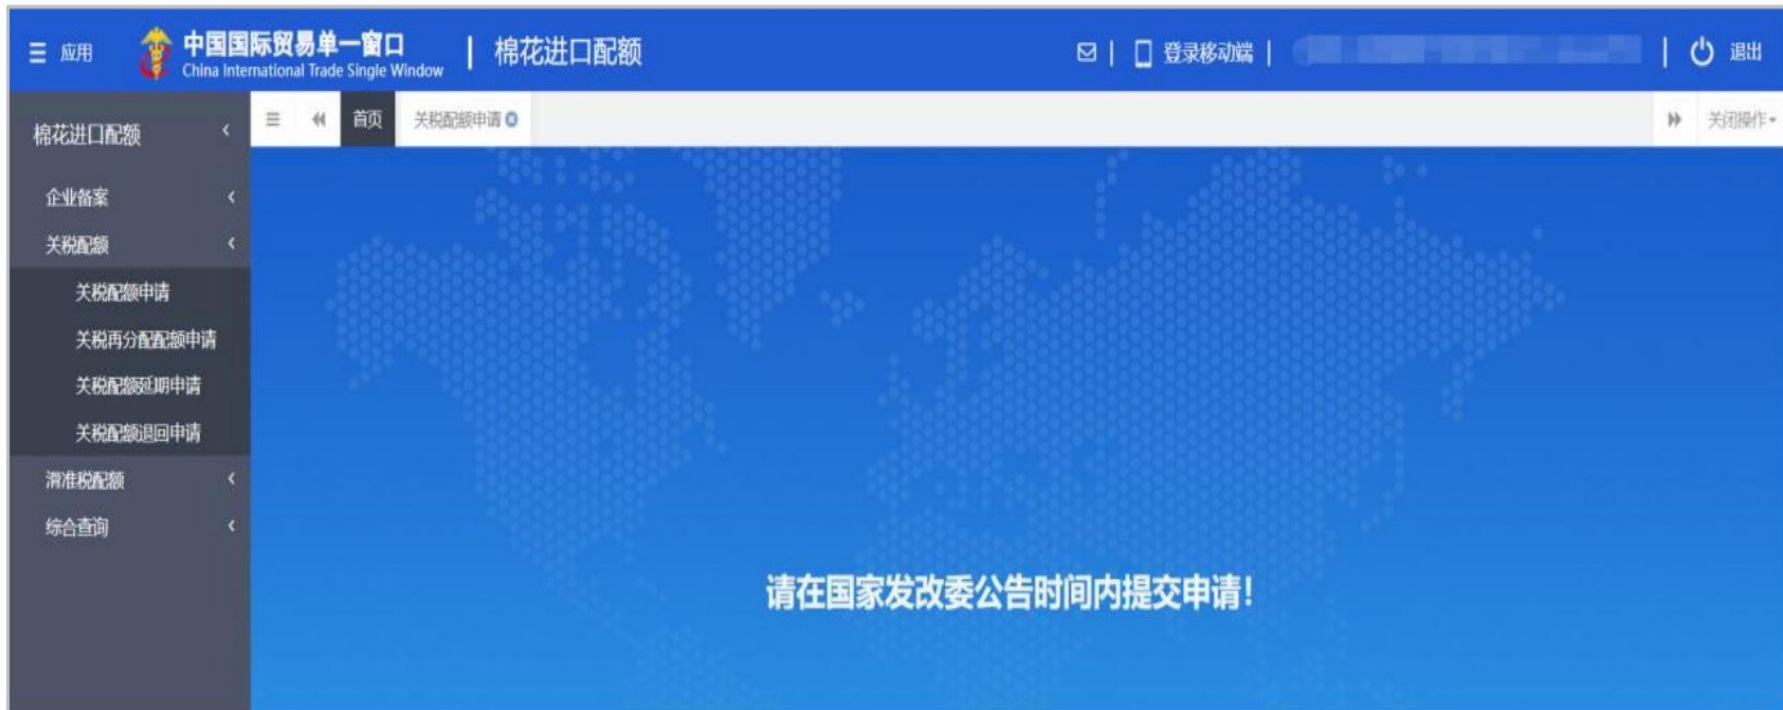 应用
中国国际贸易单一窗口
China International Trade Single Window
棉花进口配额
登录移动端
退出
棉花进口配额
首页
关税配额申请
关闭操作
企业备案
关税配额
关税配额申请
关税再分配配额申请
关税配额延期申请
关税配额退回申请
滑准税配额
综合查询
请在国家发改委公告时间内提交申请!